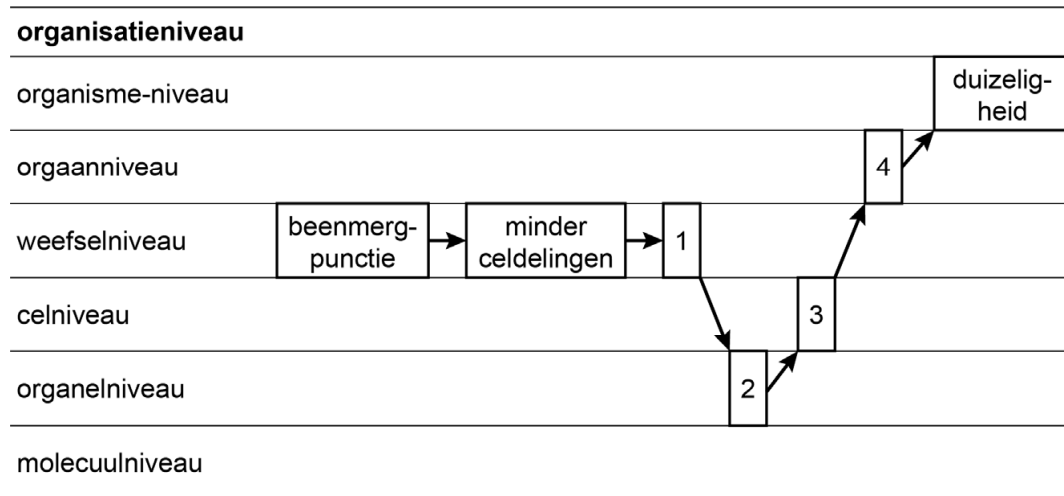 organisatieniveau
organisme-niveau
duizelig-
heid
orgaanniveau
4
weefselniveau
beenmerg-
punctie
minder
celdelingen
1
celniveau
3
organelniveau
2
molecuulniveau